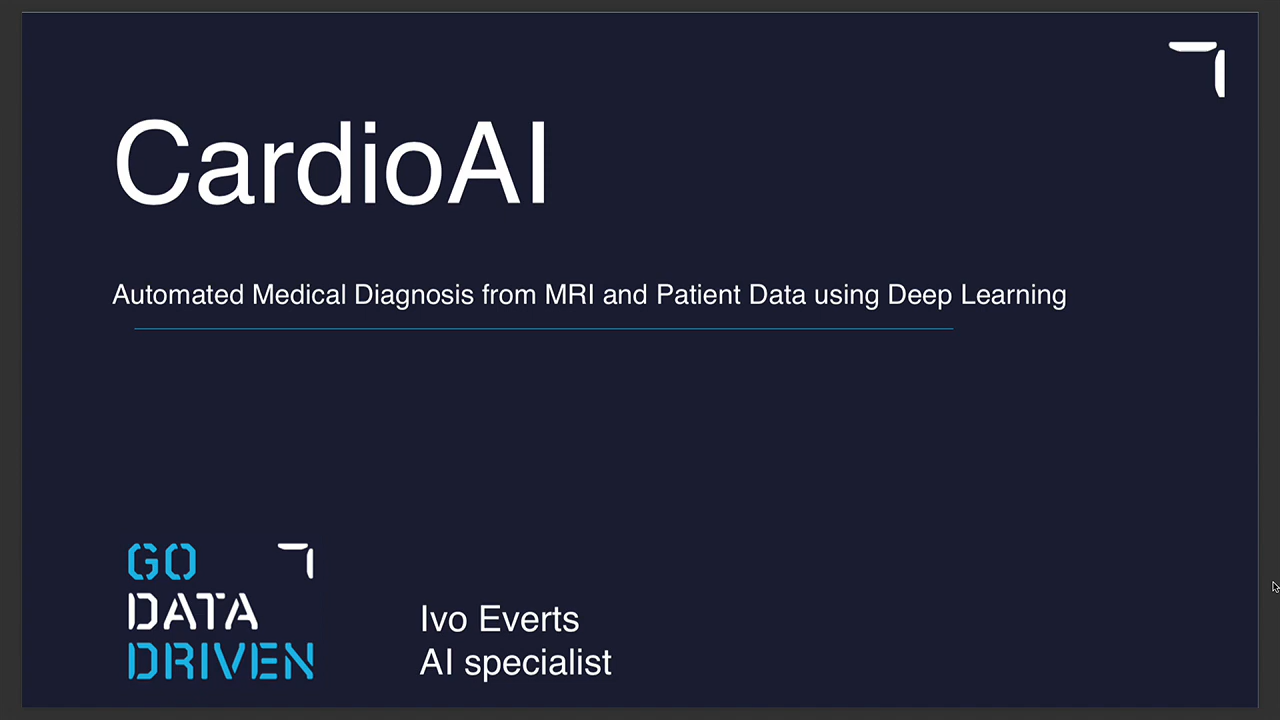 CardioAI
Automated Medical Diagnosis from MRI and Patient Data using Deep Learning
GO
DATA
DRIVEN
Ivo Everts
AI specialist